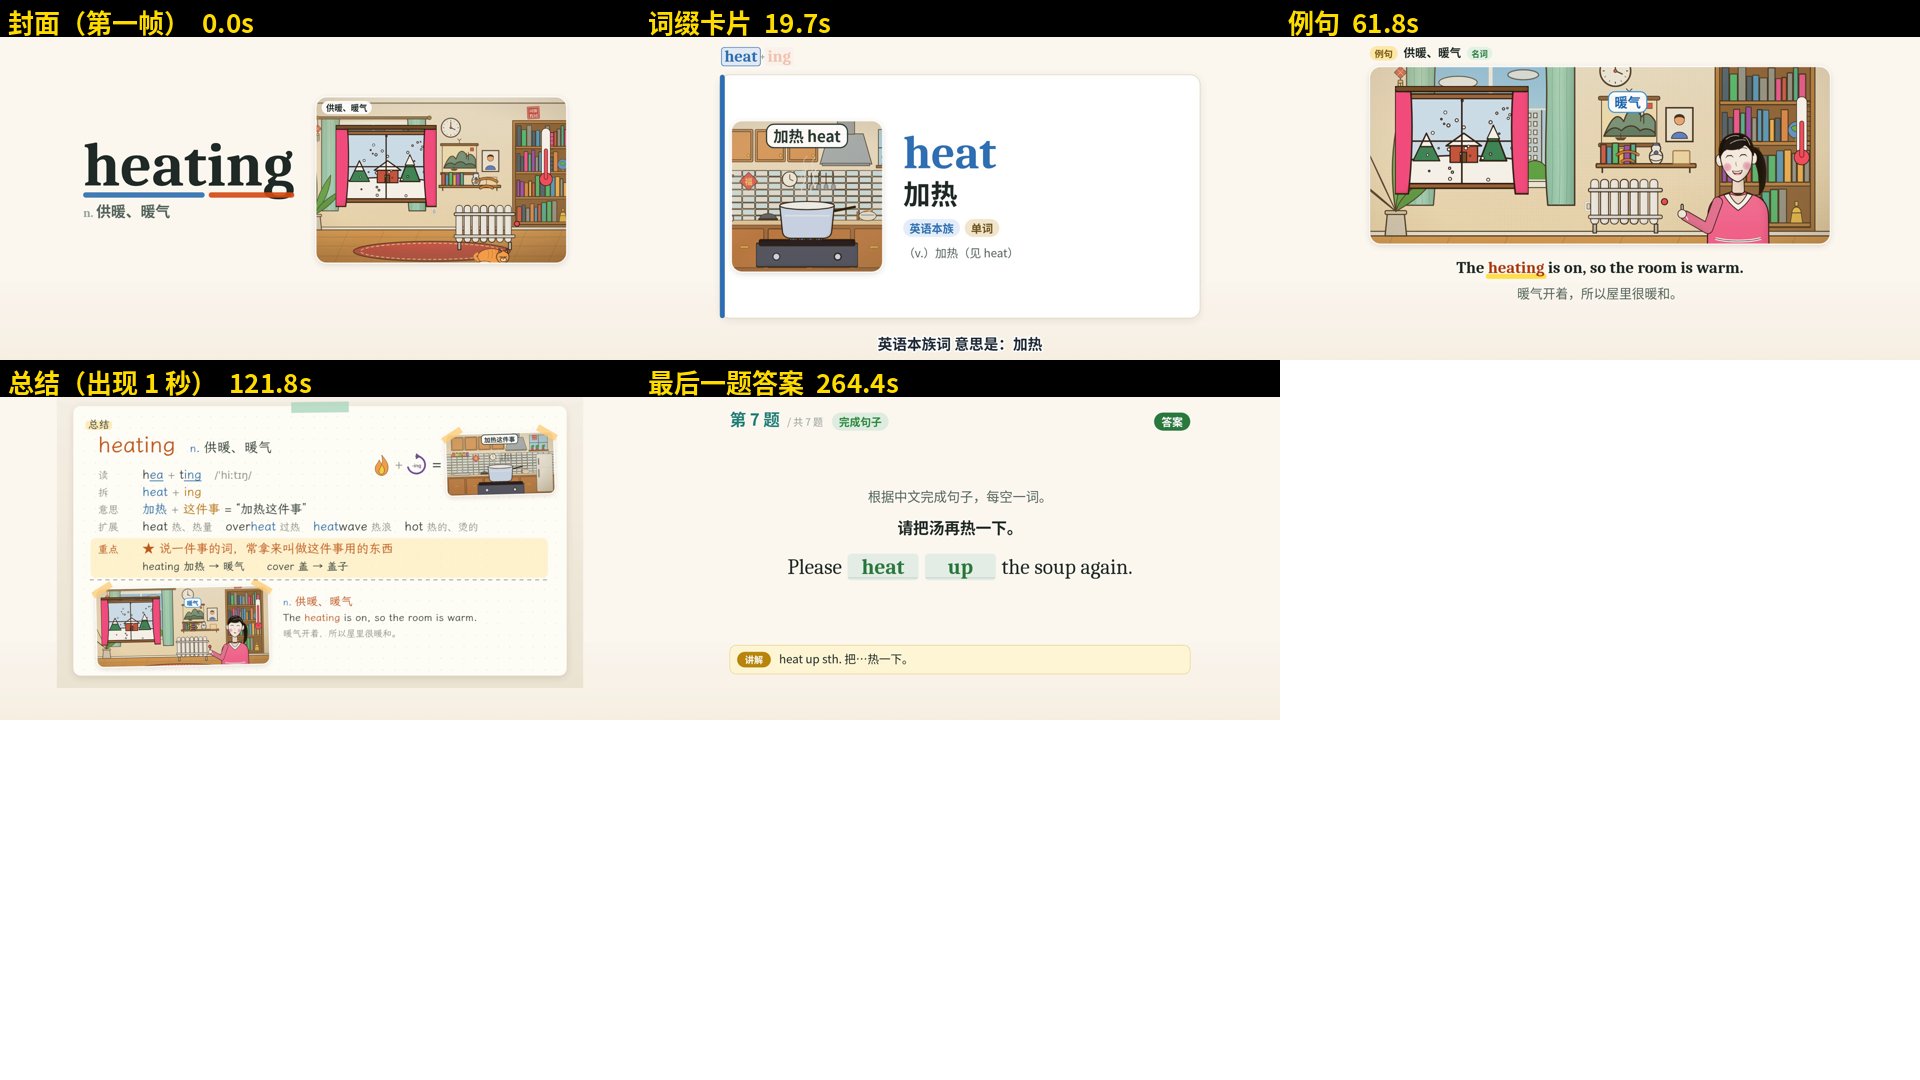 封面（第一帧） 0.0s
供暖、暖气
heating
n. 供暖、暖气
词缀卡片 19.7s
heat+ing
加热 heat
heat
加热
英语本族 单词
（v.）加热（见 heat）
英语本族词 意思是：加热
例句 61.8s
例句 供暖、暖气 名词
暖气
The heating is on, so the room is warm.
暖气开着，所以屋里很暖和。
总结（出现 1 秒） 121.8s
总结
heating n. 供暖、暖气
读 hea + ting /ˈhiːtɪŋ/
拆 heat + ing
意思 加热 + 这件事 = "加热这件事"
扩展 heat 热、热量 overheat 过热 heatwave 热浪 hot 热的、烫的
+ =
加热这件事
重点 ★ 说一件事的词，常拿来叫做这件事用的东西
heating 加热 → 暖气 cover 盖 → 盖子
暖气
n. 供暖、暖气
The heating is on, so the room is warm.
暖气开着，所以屋里很暖和。
最后一题答案 264.4s
第 7 题 / 共 7 题 完成句子
答案
根据中文完成句子，每空一词。
请把汤再热一下。
Please heat up the soup again.
讲解 heat up sth. 把…热一下。